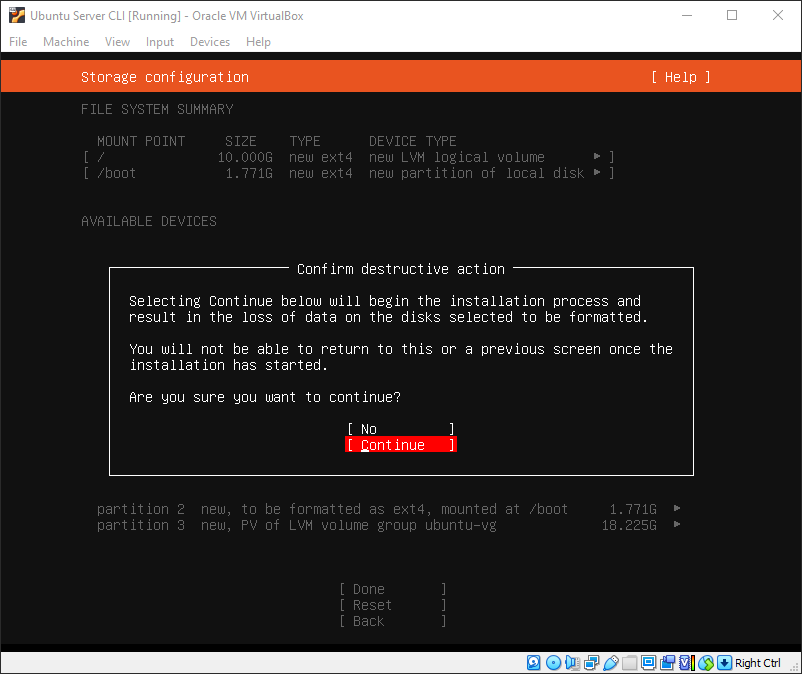 Ubuntu Server CLI [Running] - Oracle VM VirtualBox
File Machine View Input Devices Help
Storage configuration [ Help ]
FILE SYSTEM SUMMARY
MOUNT POINT SIZE TYPE DEVICE TYPE
[ / 10.000G new ext4 new LVM logical volume ▸ ]
[ /boot 1.771G new ext4 new partition of local disk ▸ ]
AVAILABLE DEVICES
Confirm destructive action
Selecting Continue below will begin the installation process and
result in the loss of data on the disks selected to be formatted.
You will not be able to return to this or a previous screen once the
installation has started.
Are you sure you want to continue?
[ No ]
[ Continue ]
partition 2 new, to be formatted as ext4, mounted at /boot 1.771G ▸
partition 3 new, PV of LVM volume group ubuntu-vg 18.225G ▸
[ Done ]
[ Reset ]
[ Back ]
Right Ctrl